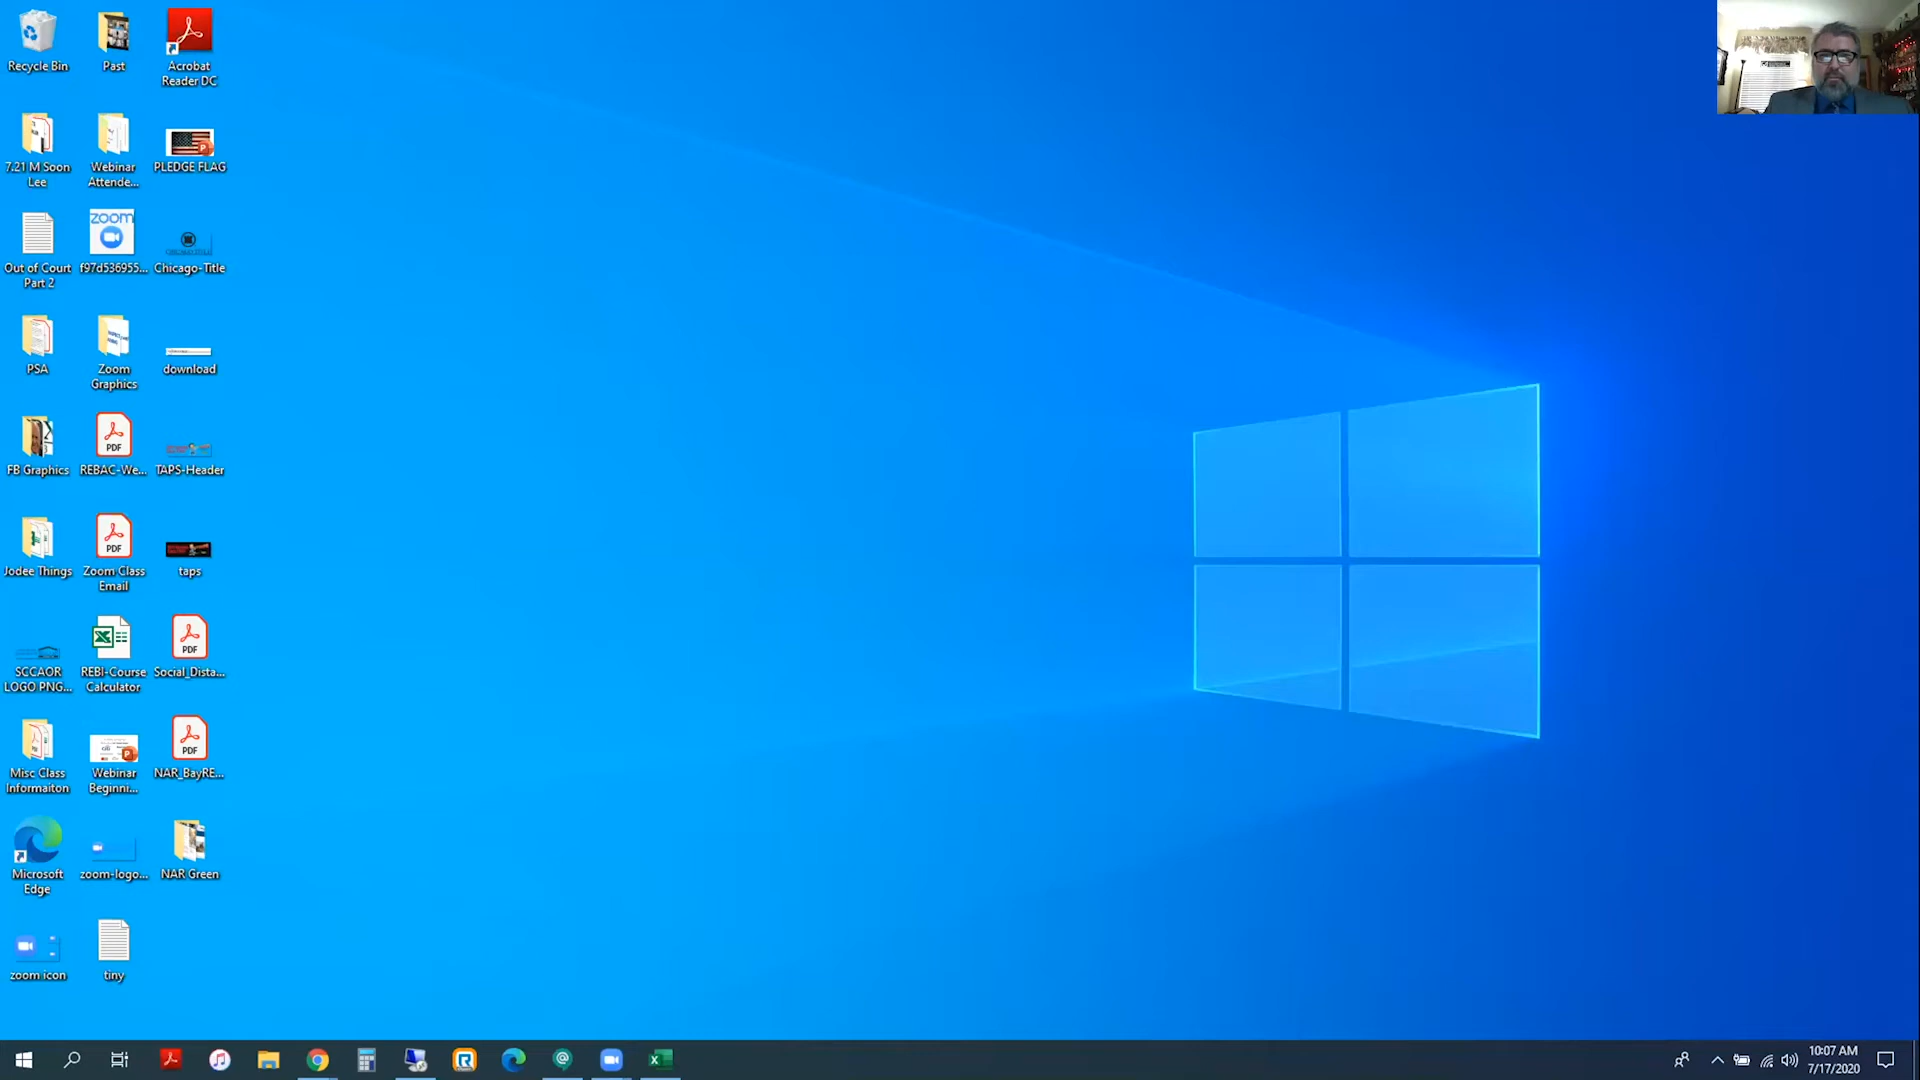 Recycle Bin
Past
Acrobat
Reader DC
7.21 M Soon
Lee
Webinar
Attende...
PLEDGE FLAG
Out of Court
Part 2
zoom
f97d536955...
Chicago-Title
PSA
Zoom
Graphics
download
FB Graphics
PDF
REBAC-We...
TAPS-Header
Jodee Things
PDF
Zoom Class
Email
taps
SCCAOR
LOGO PNG...
REBI-Course
Calculator
PDF
Social_Dista...
Misc Class
Informaiton
Webinar
Beginni...
PDF
NAR_BayRE...
Microsoft
Edge
zoom-logo...
NAR Green
zoom icon
tiny
10:07 AM
7/17/2020